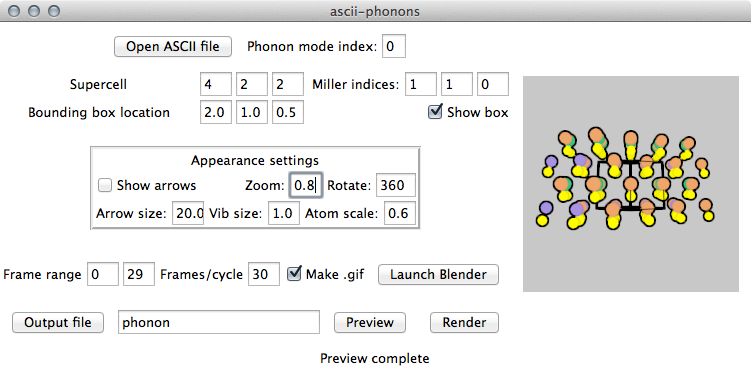 ascii-phonons
Open ASCII file Phonon mode index: 0
Supercell 4 2 2 Miller indices: 1 1 0
Bounding box location 2.0 1.0 0.5 Show box
Appearance settings
Show arrows Zoom: 0.8 Rotate: 360
Arrow size: 20.0 Vib size: 1.0 Atom scale: 0.6
Frame range 0 29 Frames/cycle 30 Make .gif Launch Blender
Output file phonon Preview Render
Preview complete